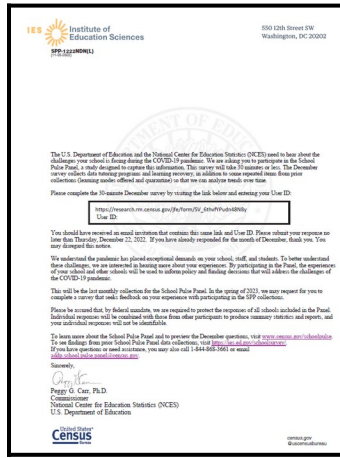 IES Institute of
Education Sciences
550 12th Street SW
Washington, DC 20202
SPP-1222NDN(L)
The U.S. Department of Education and the National Center for Education Statistics (NCES) need to hear about the
challenges your school is facing during the COVID-19 pandemic. We are asking you to participate in the School
Pulse Panel, a study designed to capture this information. This survey will take 30 minutes or less. The December
survey collects data tutoring programs and learning recovery, in addition to some repeated items from prior
collections (learning modes offered and quarantine) so that we can analyze trends over time.
Please complete the 30-minute December survey by visiting the link below and entering your User ID:
User ID:
You should have received an email invitation that contains this same link and User ID. Please submit your response no
later than Thursday, December 22, 2022. If you have already responded for the month of December, thank you. You
may disregard this notice.
We understand the pandemic has placed exceptional demands on your school, staff, and students. To better understand
these challenges, we are interested in hearing more about your experiences. By participating in the Panel, the experiences
of your school and other schools will be used to inform policy and funding decisions that will address the challenges of
the COVID-19 pandemic.
This will be the last monthly collection for the School Pulse Panel. In the spring of 2023, we may request for you to
complete a survey that seeks feedback on your experience with participating in the SPP collections.
Please be assured that, by federal mandate, we are required to protect the responses of all schools included in the Panel.
Individual responses will be combined with those from other participants to produce summary statistics and reports, and
your individual responses will not be identifiable.
To learn more about the School Pulse Panel and to preview the December questions, visit www.census.gov/schoolpulse.
To see findings from prior School Pulse Panel data collections, visit https://ies.ed.gov/schoolsurvey/.
If you have questions or need assistance, you may also call 1-844-868-3661 or email
addp.school.pulse.panel@census.gov.
Sincerely,
Peggy G. Carr, Ph.D.
Commissioner
National Center for Education Statistics (NCES)
U.S. Department of Education
United States®
Census
Bureau
census.gov
@uscensusbureau